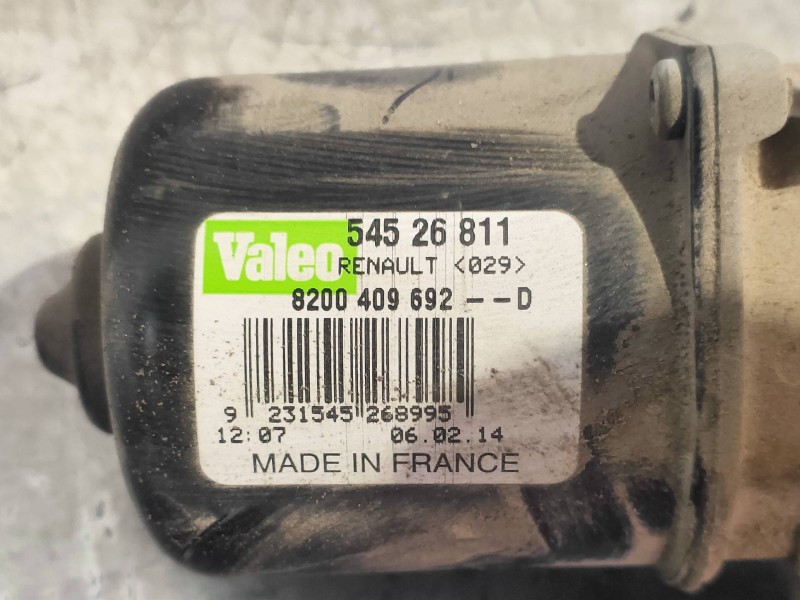 Valeo 545 26 811
RENAULT <029>
8200 409 692 -- D
9 231545 268995
12:07 06.02.14
MADE IN FRANCE